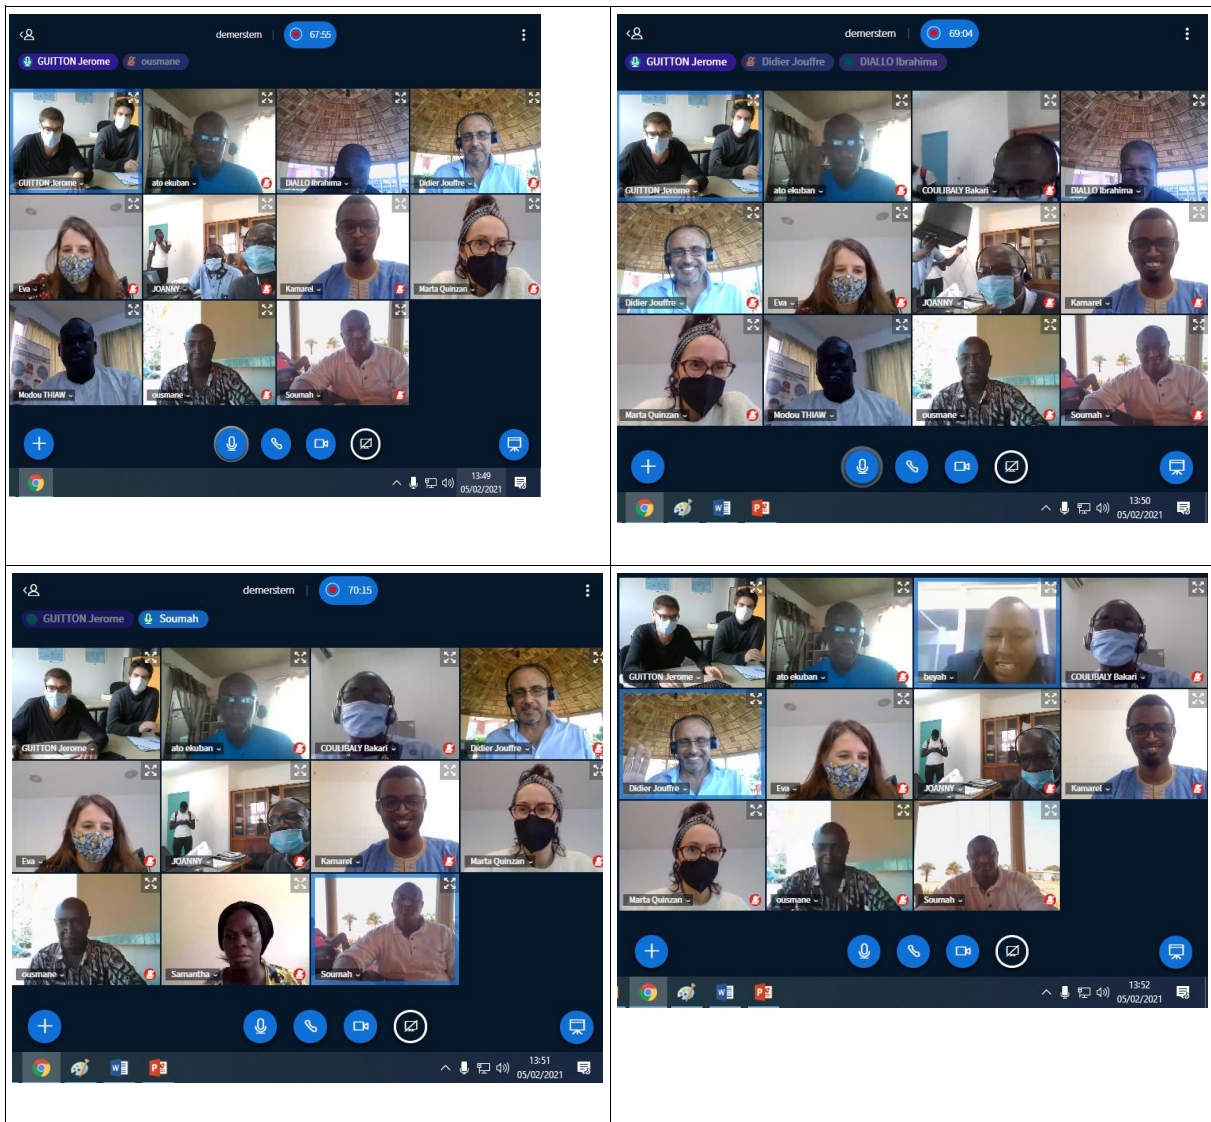 demerstem | 67:55
GUITTON Jerome ousmane
GUITTON Jerome ato ekuban DIALLO Ibrahima Didier Jouffre
Eva JOANNY Kamarel Marta Quinzan
Modou THIAW ousmane Soumah
13:49
05/02/2021
demerstem | 69:04
GUITTON Jerome Didier Jouffre DIALLO Ibrahima
GUITTON Jerome ato ekuban COULIBALY Bakari DIALLO Ibrahima
Didier Jouffre Eva JOANNY Kamarel
Marta Quinzan Modou THIAW ousmane Soumah
13:50
05/02/2021
demerstem | 70:15
GUITTON Jerome Soumah
GUITTON Jerome ato ekuban COULIBALY Bakari Didier Jouffre
Eva JOANNY Kamarel Marta Quinzan
ousmane Samantha Soumah
13:51
05/02/2021
GUITTON Jerome ato ekuban beyah COULIBALY Bakari
Didier Jouffre Eva JOANNY Kamarel
Marta Quinzan ousmane Soumah
13:52
05/02/2021